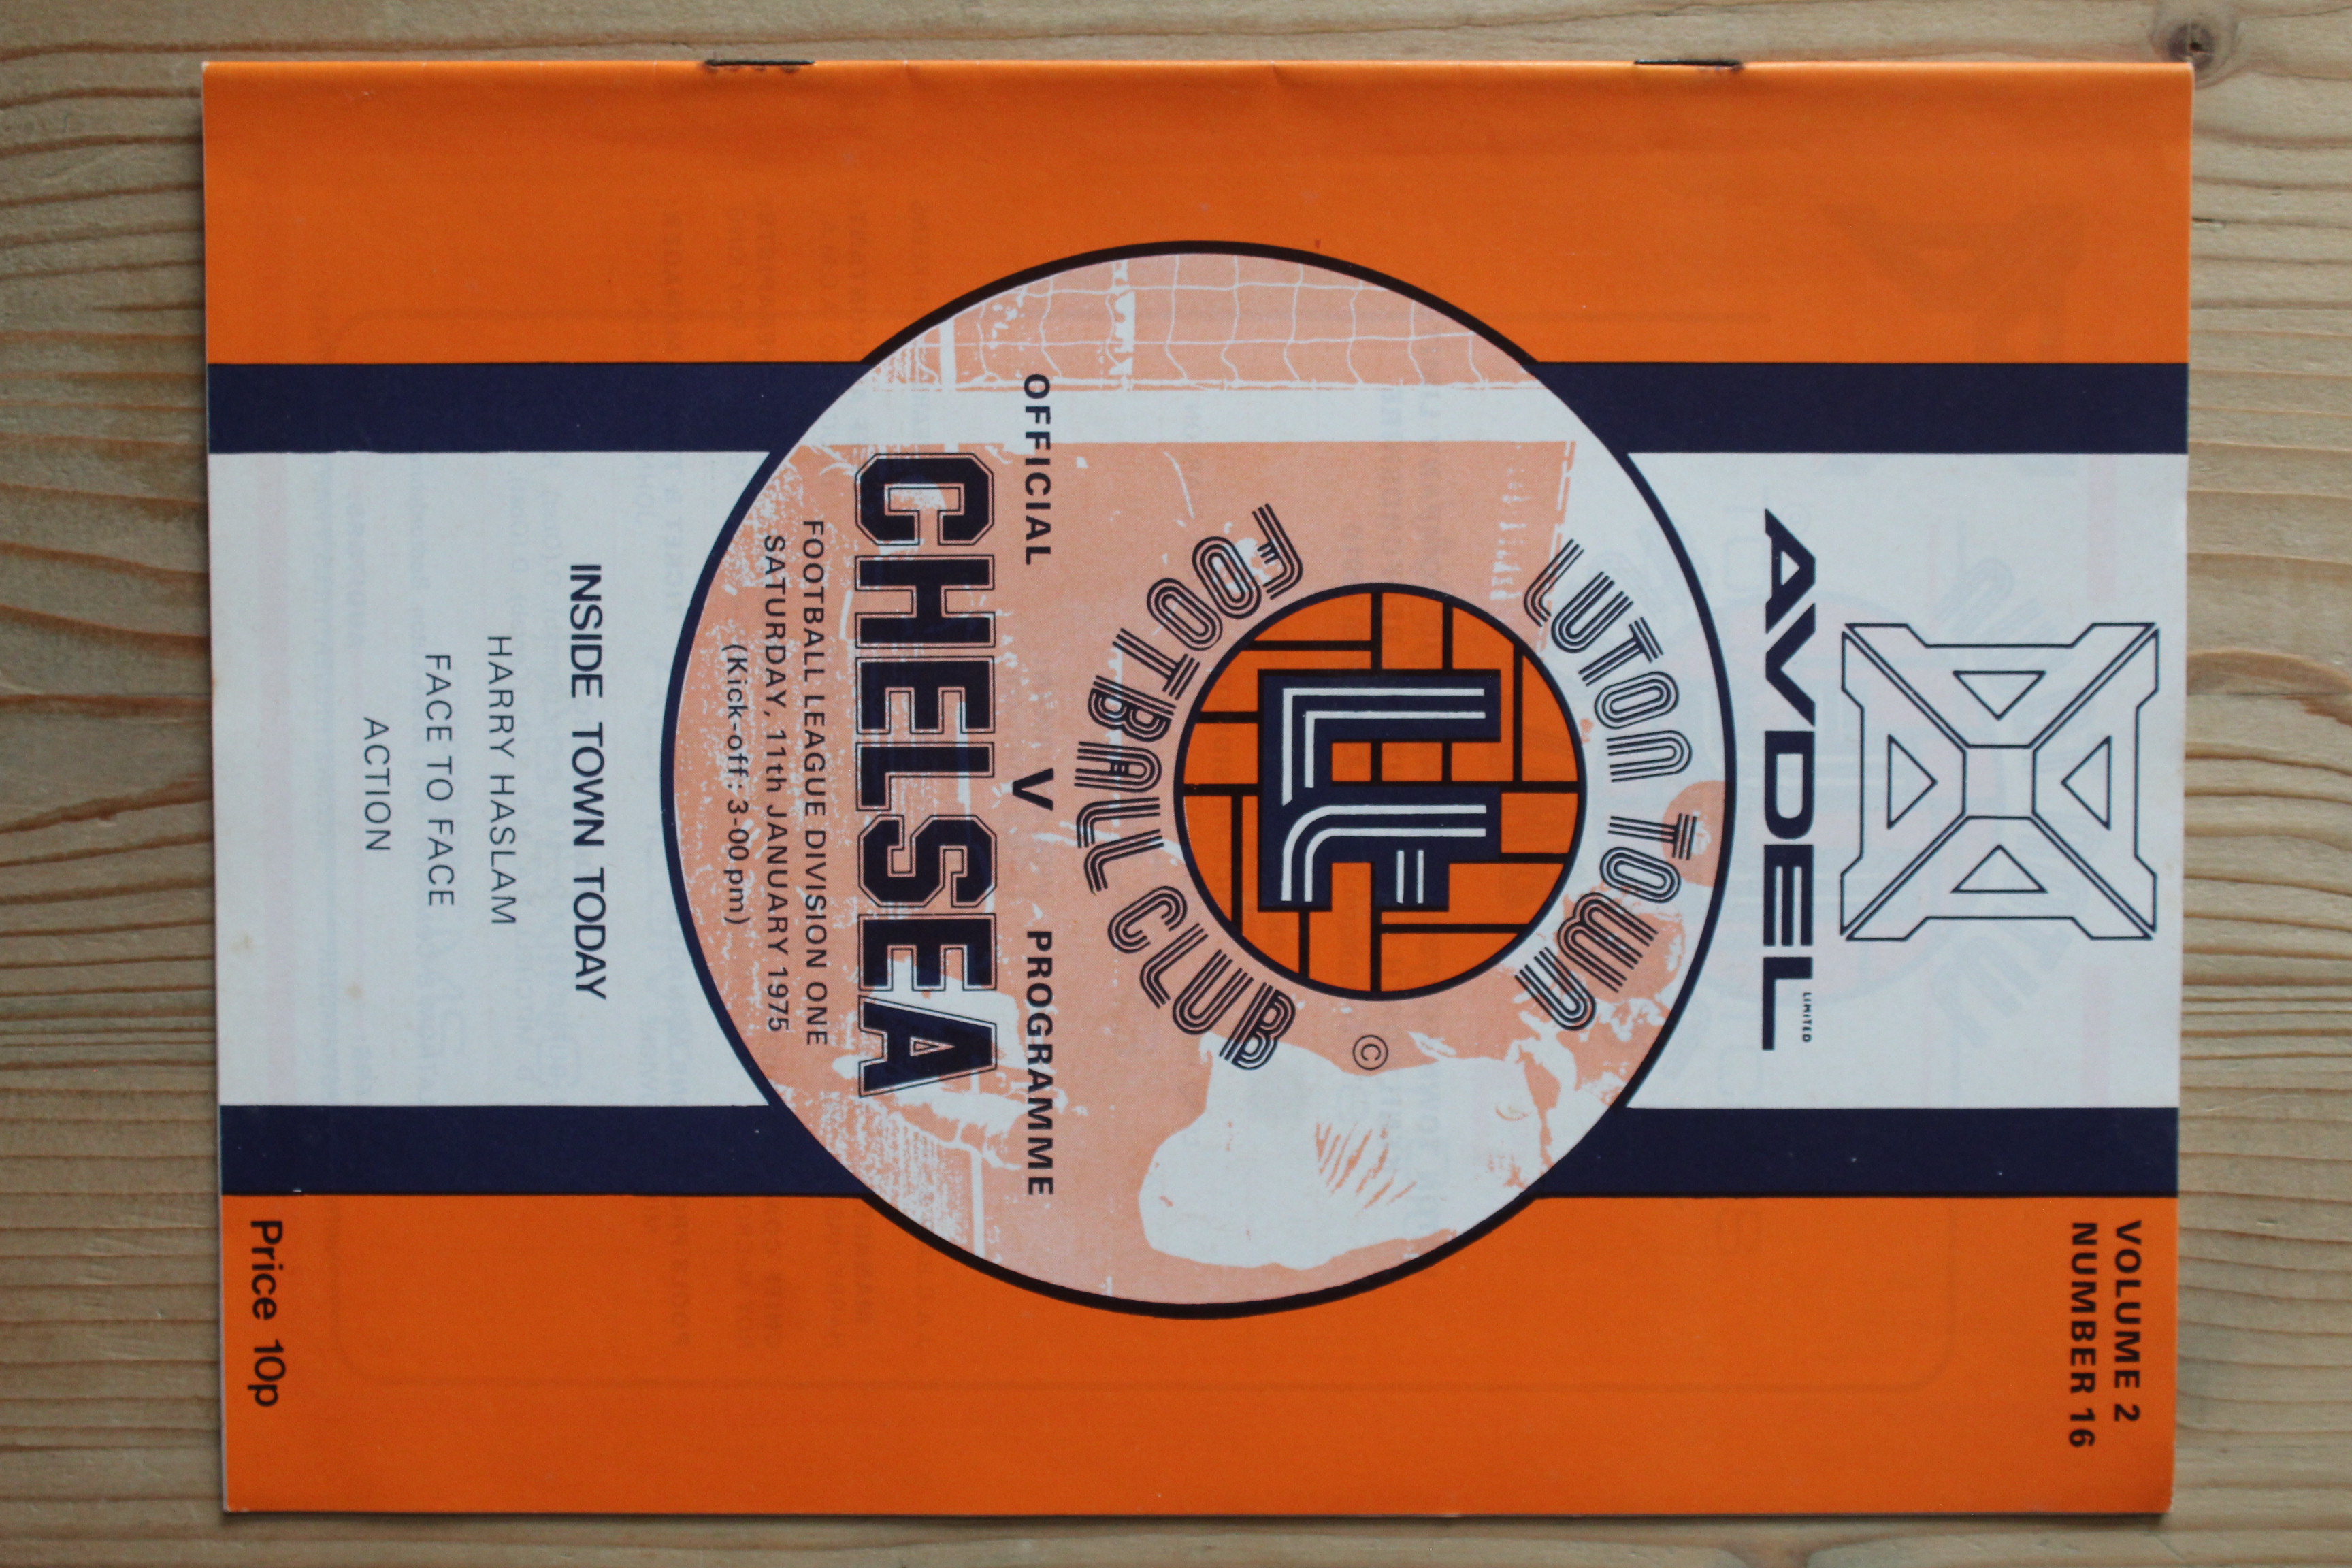 VOLUME 2
NUMBER 16
AVDEL
LIMITED
LUTON TOWN
FOOTBALL CLUB
©
OFFICIAL V PROGRAMME
CHELSEA
FOOTBALL LEAGUE DIVISION ONE
SATURDAY, 11th JANUARY 1975
(Kick-off: 3-00 pm)
INSIDE TOWN TODAY
HARRY HASLAM
FACE TO FACE
ACTION
Price 10p